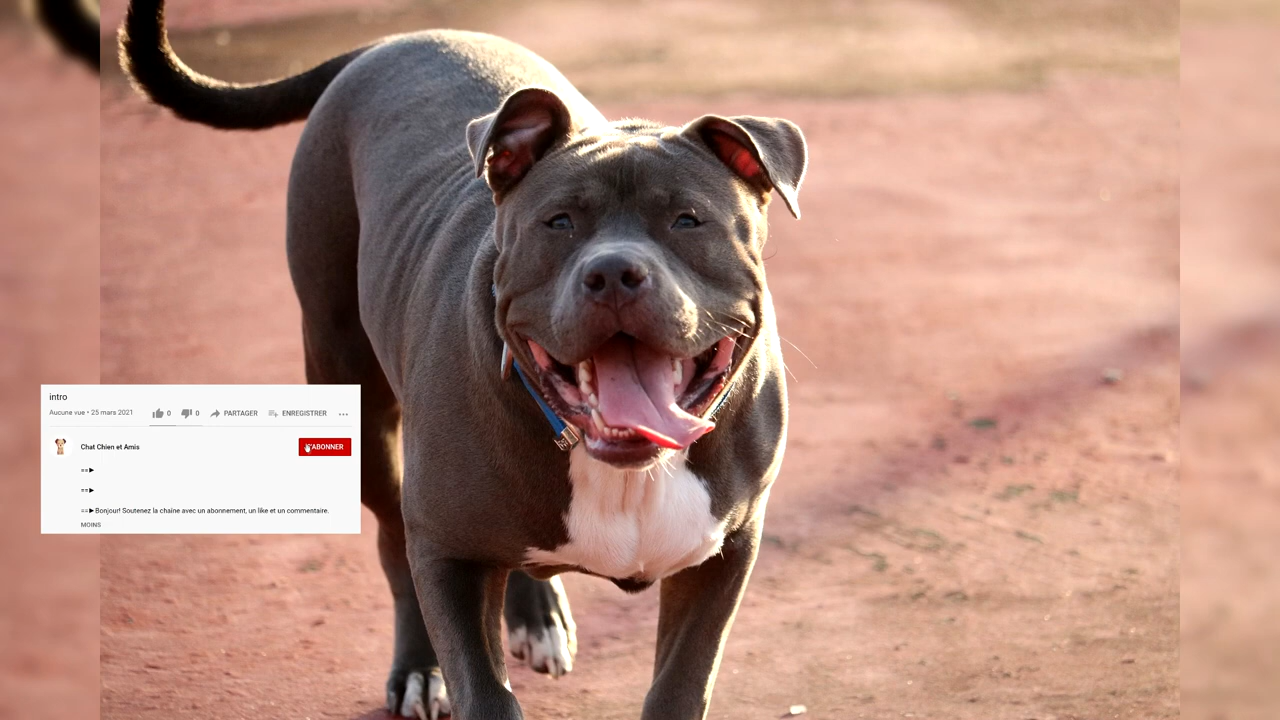 intro
Aucune vue • 25 mars 2021
0
0
PARTAGER
ENREGISTRER
Chat Chien et Amis
S'ABONNER
==►
==►
==►Bonjour! Soutenez la chaîne avec un abonnement, un like et un commentaire.
MOINS